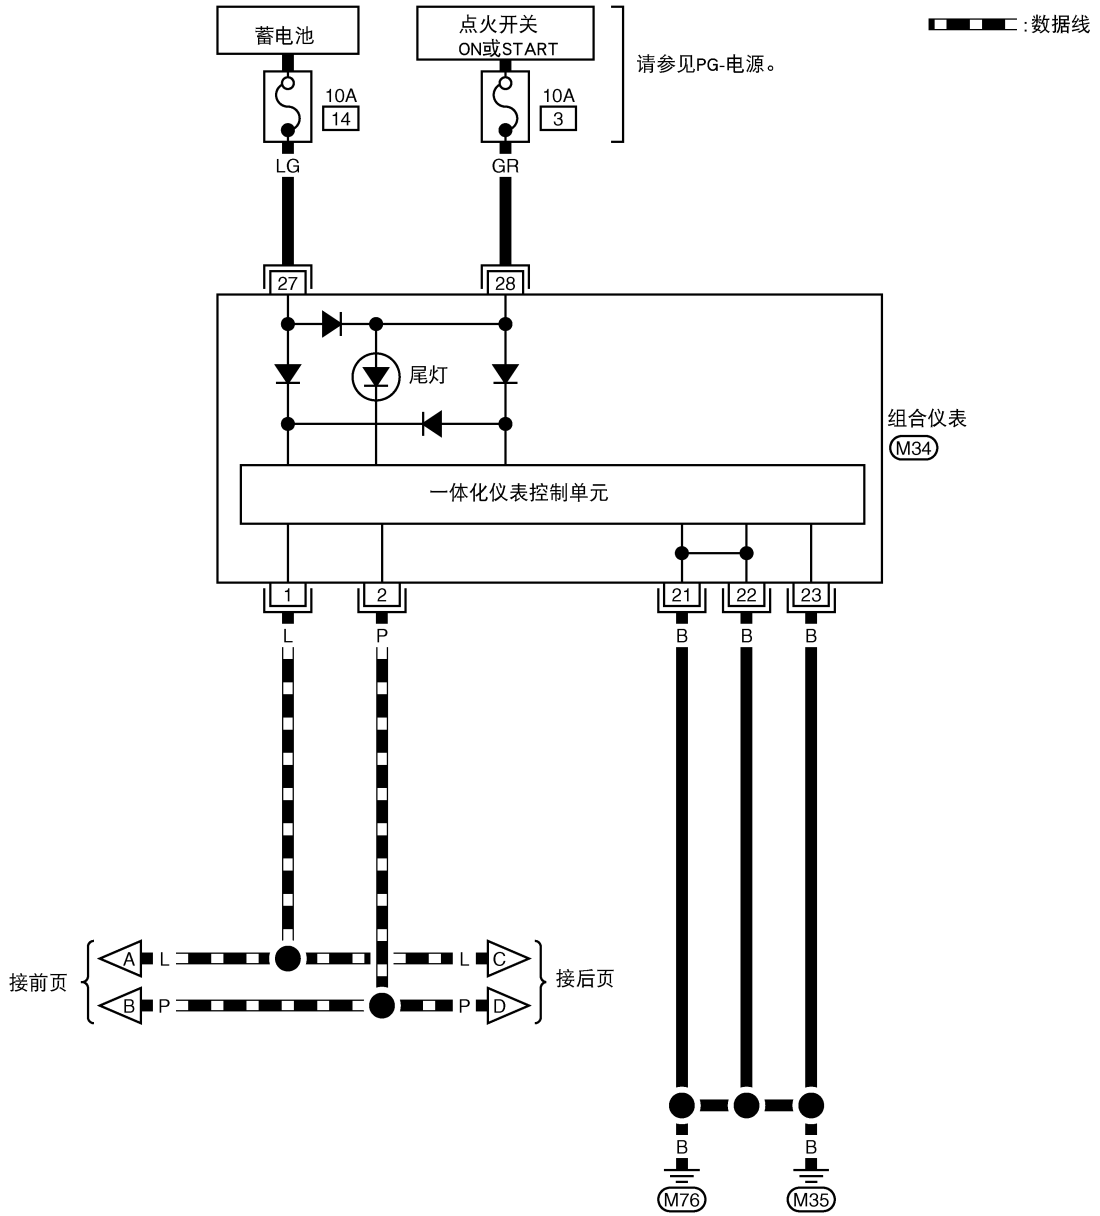 蓄电池
点火开关
ON或START
:数据线
请参见PG-电源。
10A
14
10A
3
LG
GR
27
28
尾灯
组合仪表
M34
一体化仪表控制单元
1
2
21
22
23
L
P
B
B
B
接前页
A
L
L
C
B
P
P
D
接后页
B
B
M76
M35